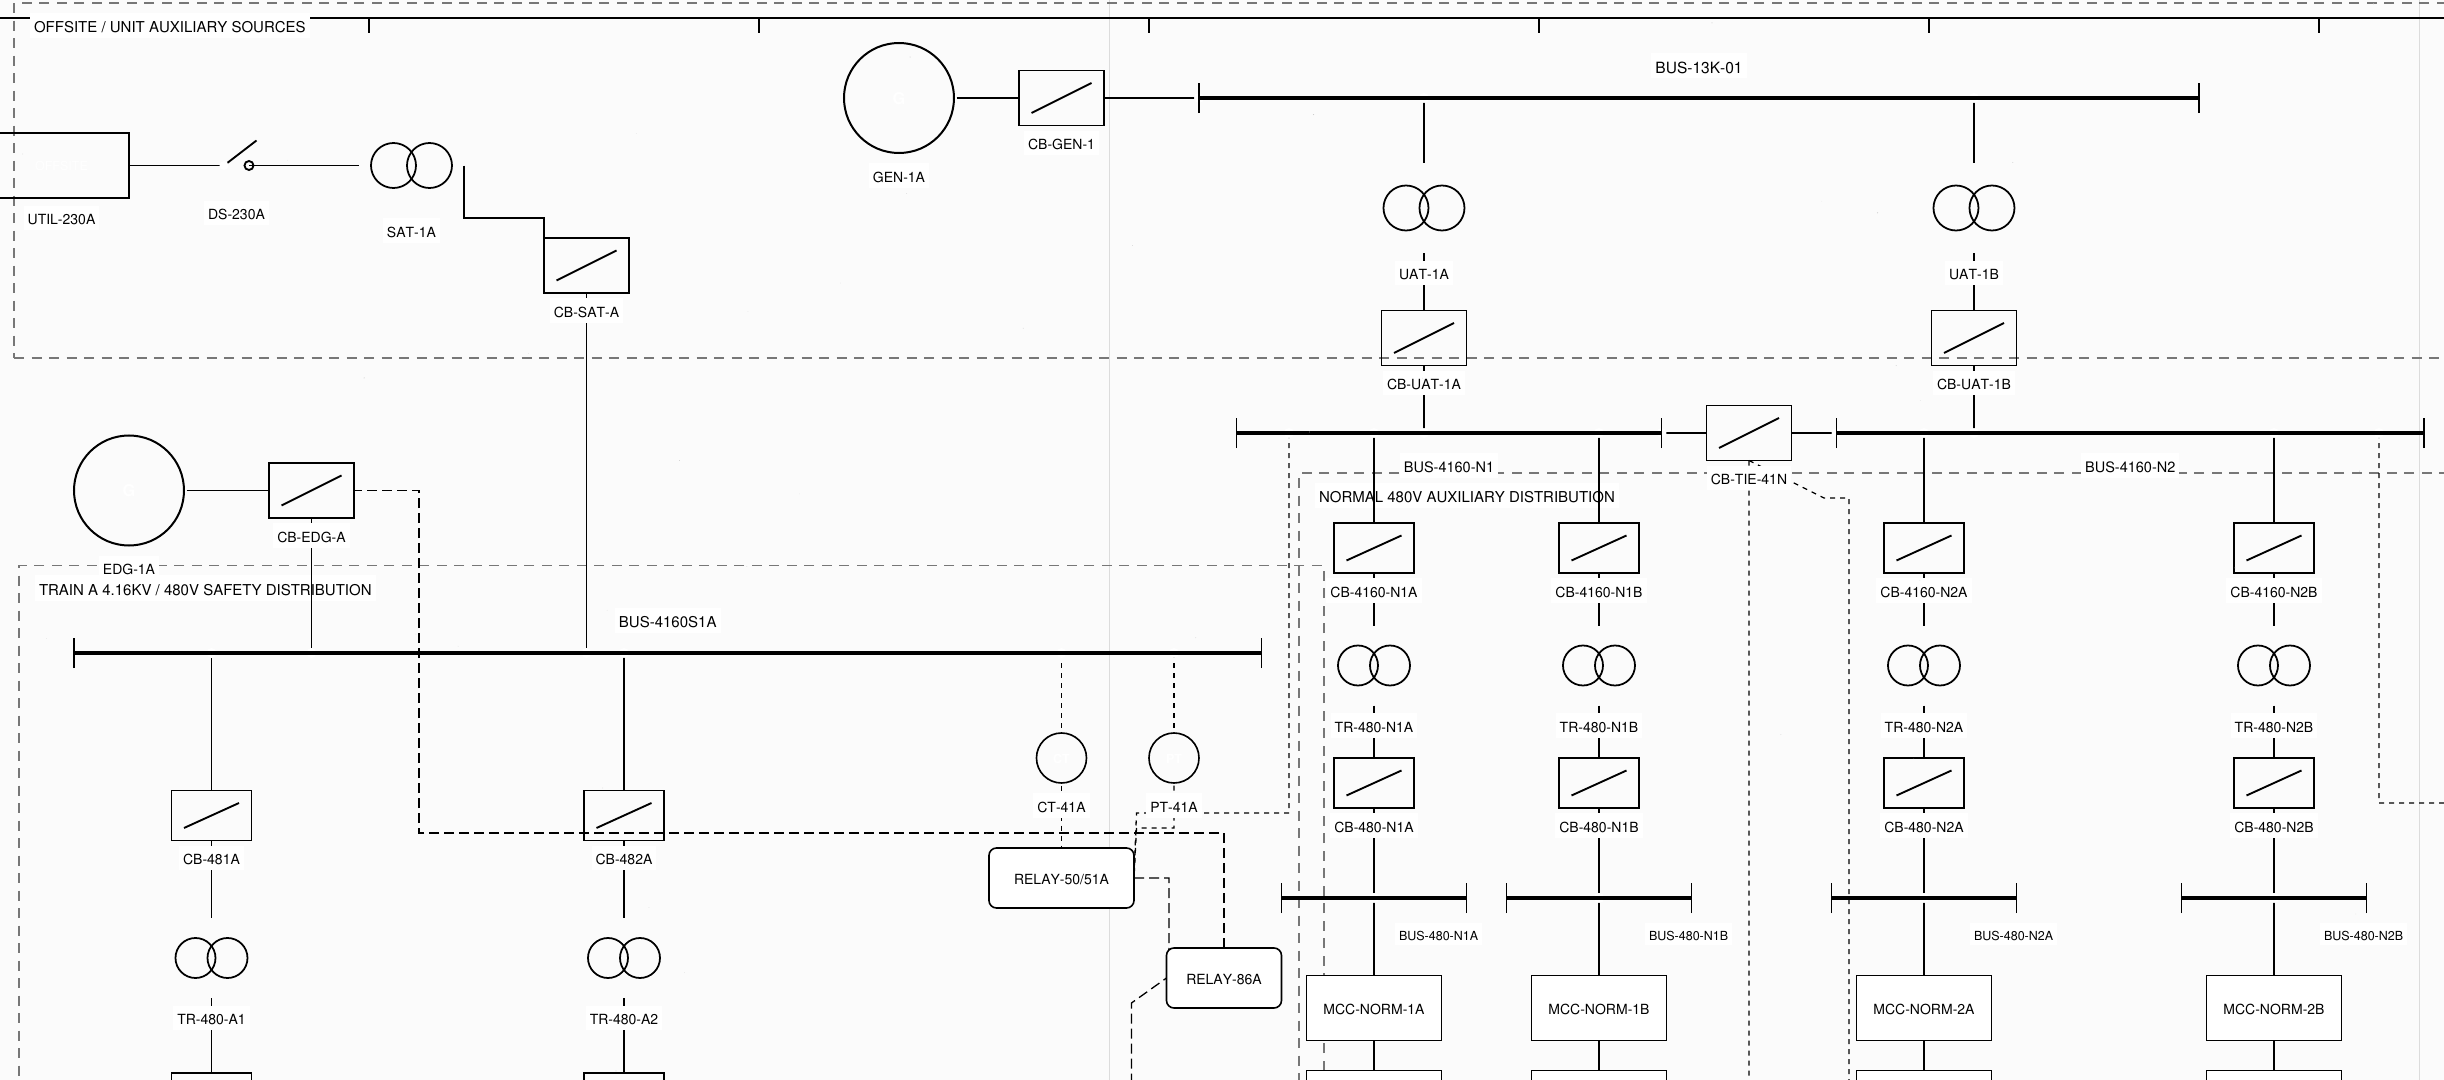 OFFSITE / UNIT AUXILIARY SOURCES
BUS-13K-01
CB-GEN-1
GEN-1A
UTIL-230A
DS-230A
SAT-1A
UAT-1A
UAT-1B
CB-SAT-A
CB-UAT-1A
CB-UAT-1B
BUS-4160-N1
CB-TIE-41N
BUS-4160-N2
NORMAL 480V AUXILIARY DISTRIBUTION
CB-EDG-A
EDG-1A
TRAIN A 4.16KV / 480V SAFETY DISTRIBUTION
CB-4160-N1A
CB-4160-N1B
CB-4160-N2A
CB-4160-N2B
BUS-4160S1A
TR-480-N1A
TR-480-N1B
TR-480-N2A
TR-480-N2B
CT-41A
PT-41A
CB-480-N1A
CB-480-N1B
CB-480-N2A
CB-480-N2B
CB-481A
CB-482A
RELAY-50/51A
BUS-480-N1A
BUS-480-N1B
BUS-480-N2A
BUS-480-N2B
RELAY-86A
MCC-NORM-1A
MCC-NORM-1B
MCC-NORM-2A
MCC-NORM-2B
TR-480-A1
TR-480-A2